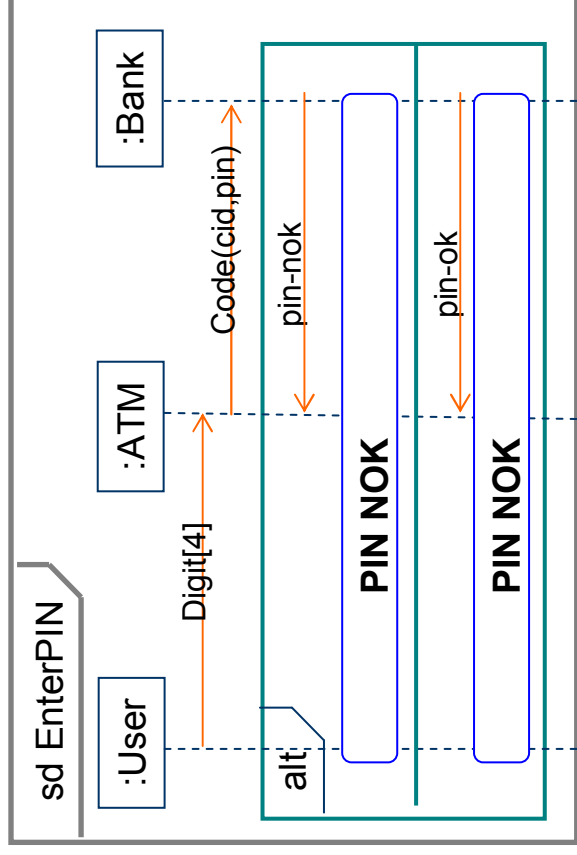 sd EnterPIN
:User
:ATM
:Bank
Digit[4]
Code(cid,pin)
alt
pin-nok
PIN NOK
pin-ok
PIN NOK